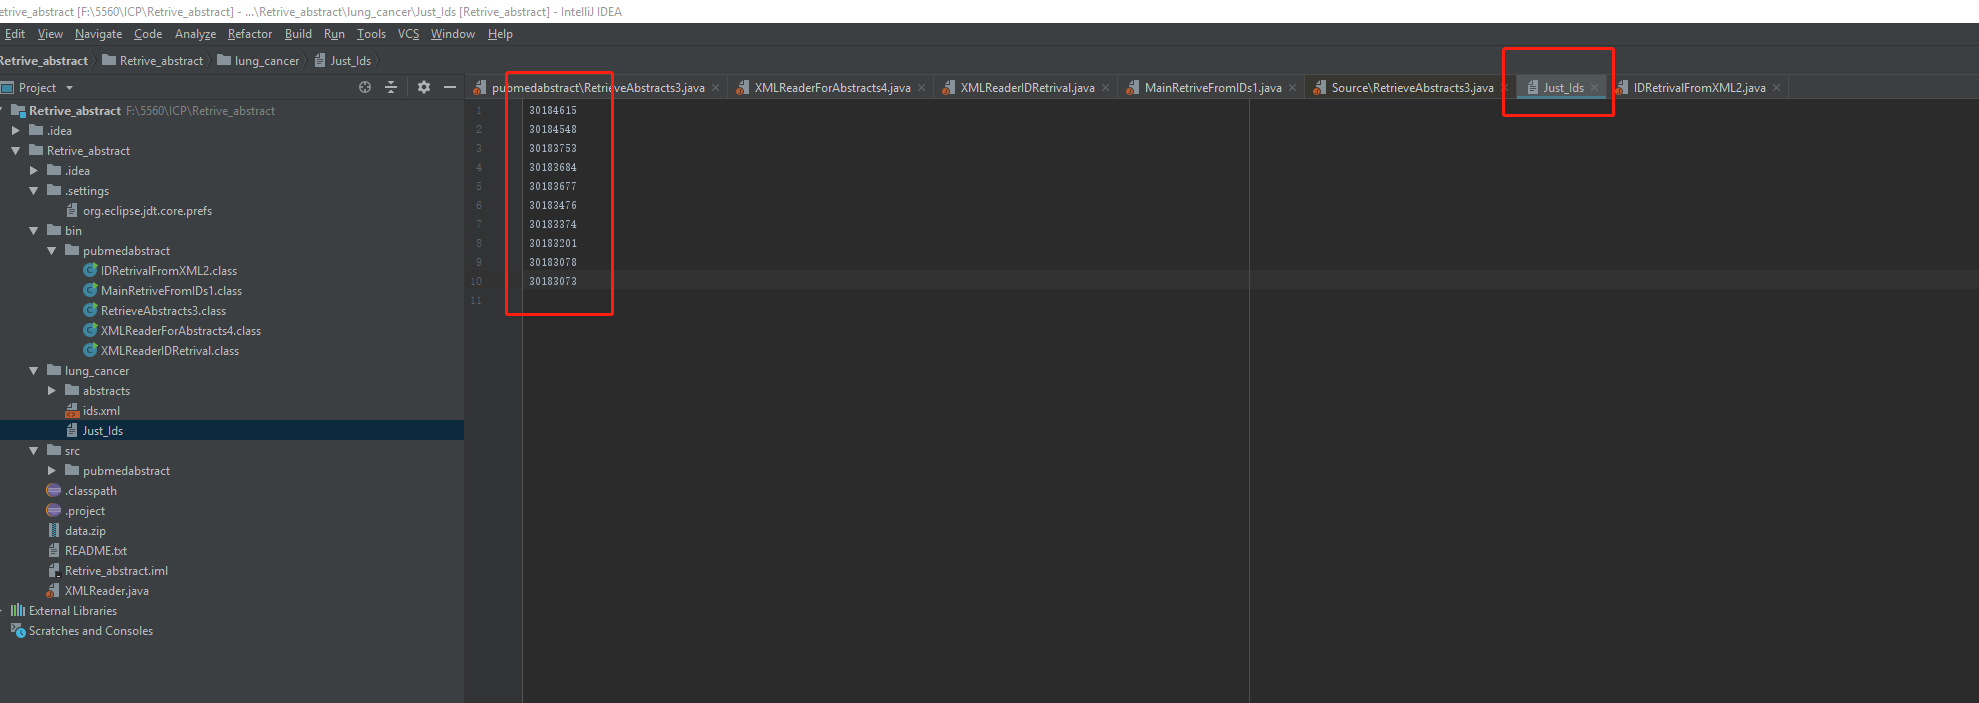 etrive_abstract [F:\5560\ICP\Retrive_abstract] - ...\Retrive_abstract\lung_cancer\Just_Ids [Retrive_abstract] - IntelliJ IDEA
Edit View Navigate Code Analyze Refactor Build Run Tools VCS Window Help
Retrive_abstract Retrive_abstract lung_cancer Just_Ids
Project
pubmedabstract\RetrieveAbstracts3.java XMLReaderForAbstracts4.java XMLReaderIDRetrival.java MainRetriveFromIDs1.java Source\RetrieveAbstracts3.java Just_Ids IDRetrivalFromXML2.java
Retrive_abstract F:\5560\ICP\Retrive_abstract
.idea
Retrive_abstract
.idea
.settings
org.eclipse.jdt.core.prefs
bin
pubmedabstract
IDRetrivalFromXML2.class
MainRetriveFromIDs1.class
RetrieveAbstracts3.class
XMLReaderForAbstracts4.class
XMLReaderIDRetrival.class
lung_cancer
abstracts
ids.xml
Just_Ids
src
pubmedabstract
.classpath
.project
data.zip
README.txt
Retrive_abstract.iml
XMLReader.java
External Libraries
Scratches and Consoles
1 30184615
2 30184548
3 30183753
4 30183684
5 30183677
6 30183476
7 30183374
8 30183201
9 30183078
10 30183073
11